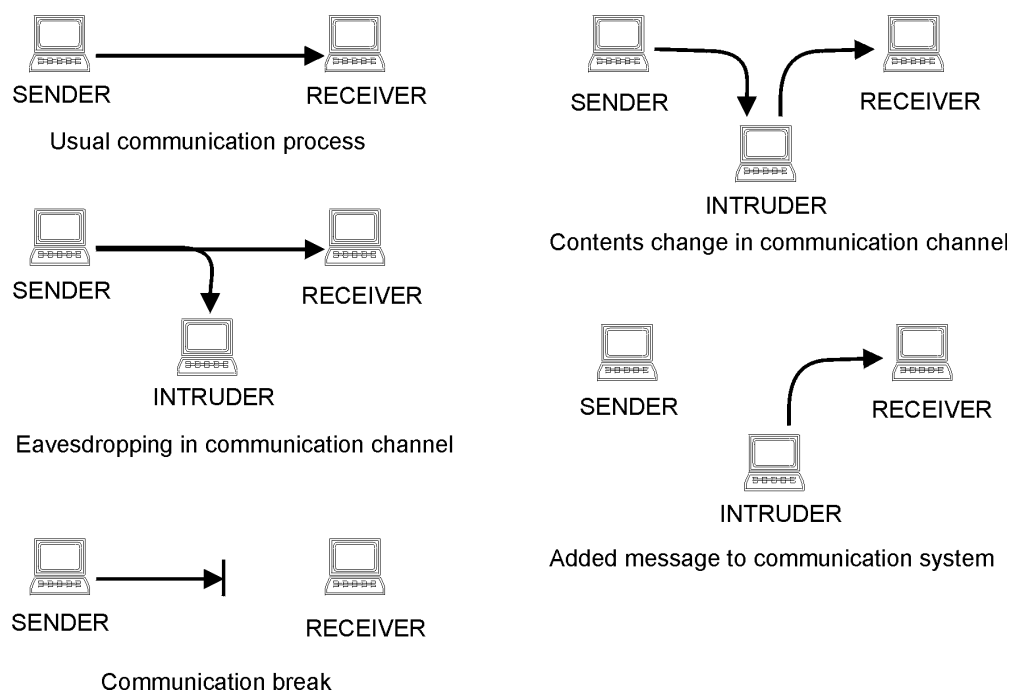 SENDER
RECEIVER
Usual communication process
SENDER
RECEIVER
INTRUDER
Eavesdropping in communication channel
SENDER
RECEIVER
Communication break
SENDER
RECEIVER
INTRUDER
Contents change in communication channel
SENDER
RECEIVER
INTRUDER
Added message to communication system